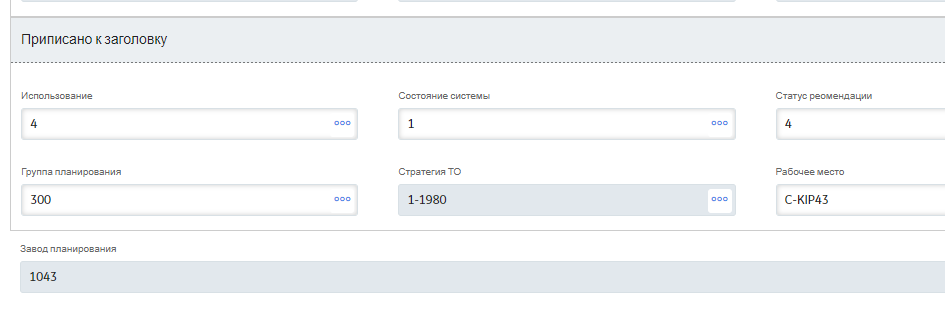 Приписано к заголовку
Использование Состояние системы Статус реомендации
4 1 4
Группа планирования Стратегия ТО Рабочее место
300 1-1980 C-KIP43
Завод планирования
1043